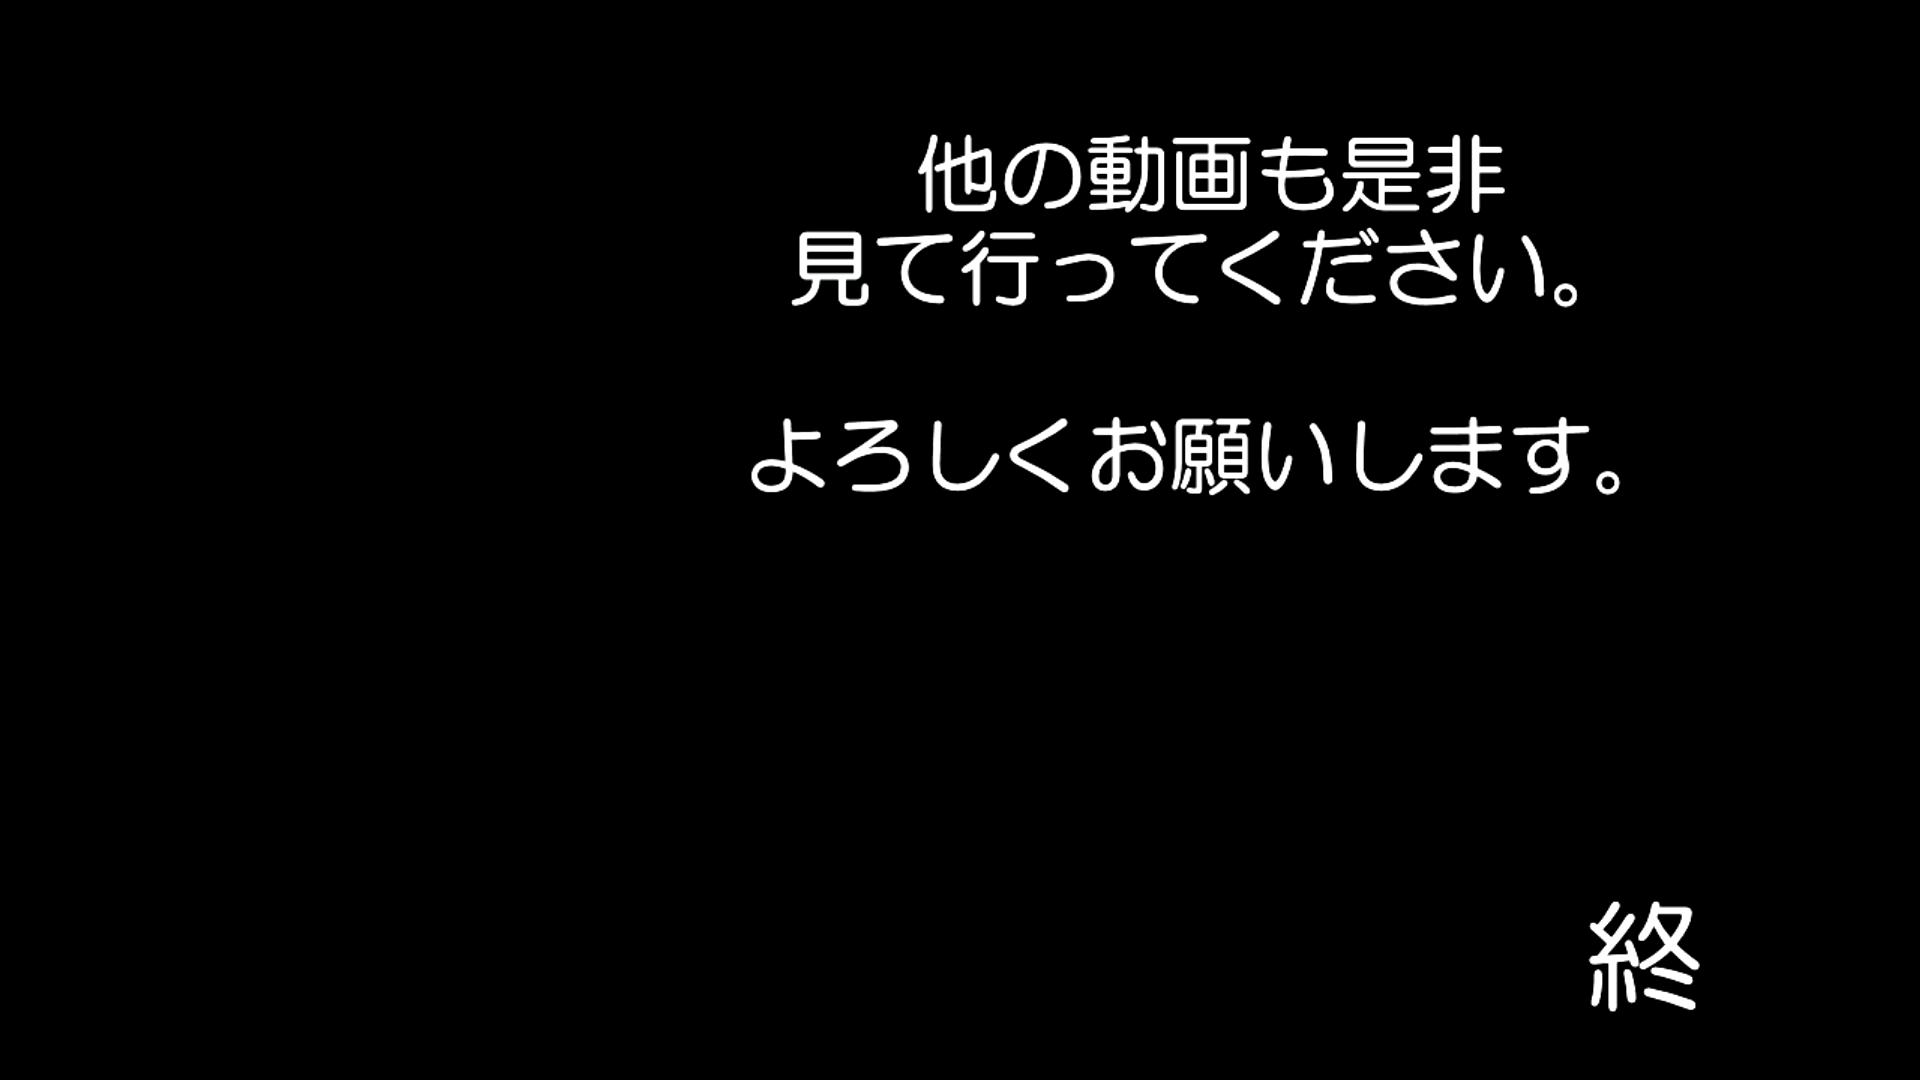 他の動画も是非
見て行ってください。
よろしくお願いします。
終